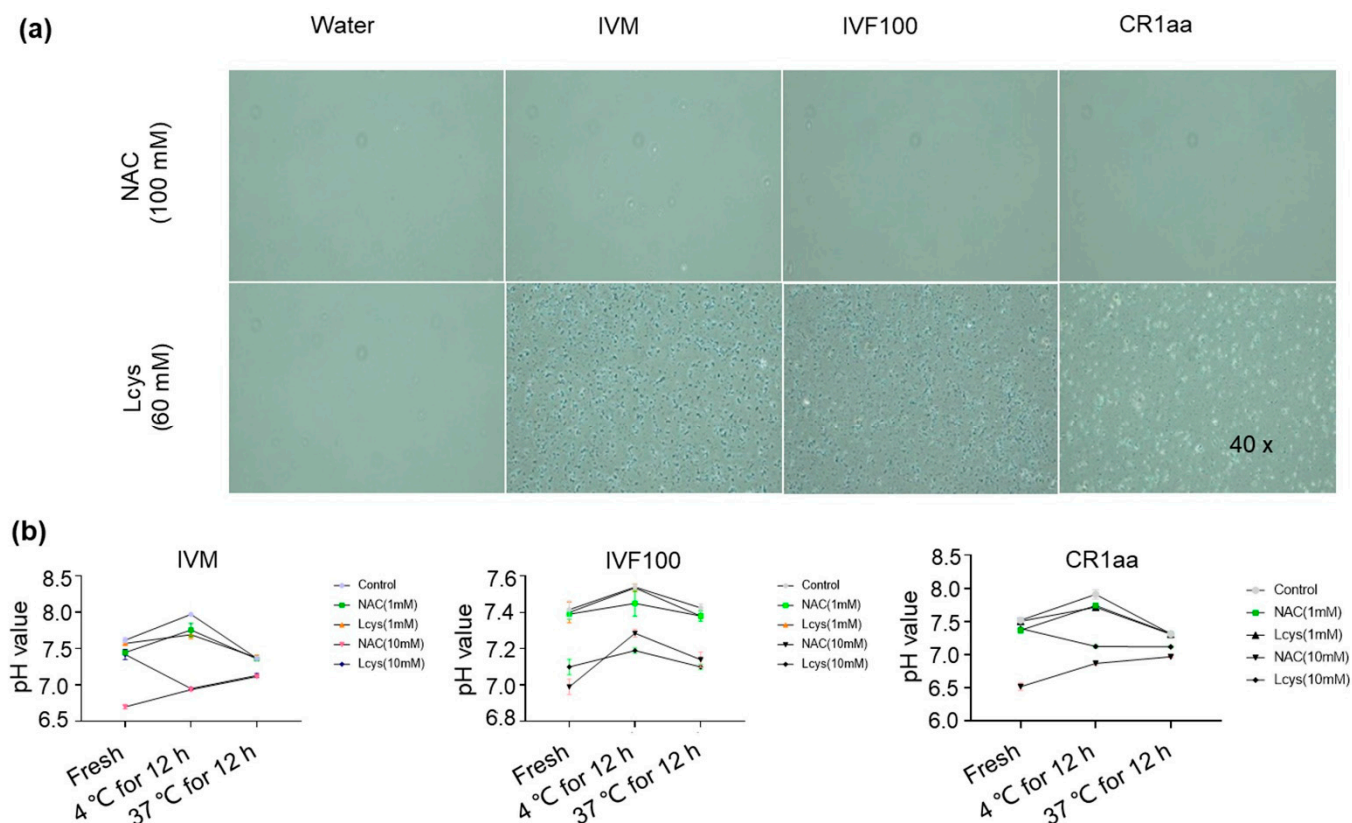 (a)
Water
IVM
IVF100
CR1aa
NAC
(100 mM)
Lcys
(60 mM)
40 x
(b)
IVM
pH value
8.5
8.0
7.5
7.0
6.5
Fresh
4 °C for 12 h
37 °C for 12 h
Control
NAC(1mM)
Lcys(1mM)
NAC(10mM)
Lcys(10mM)
IVF100
pH value
7.6
7.4
7.2
7.0
6.8
Fresh
4 °C for 12 h
37 °C for 12 h
Control
NAC(1mM)
Lcys(1mM)
NAC(10mM)
Lcys(10mM)
CR1aa
pH value
8.5
8.0
7.5
7.0
6.5
6.0
Fresh
4 °C for 12 h
37 °C for 12 h
Control
NAC(1mM)
Lcys(1mM)
NAC(10mM)
Lcys(10mM)